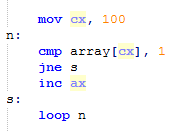 mov cx, 100
n:
cmp array[cx], 1
jne s
inc ax
s:
loop n